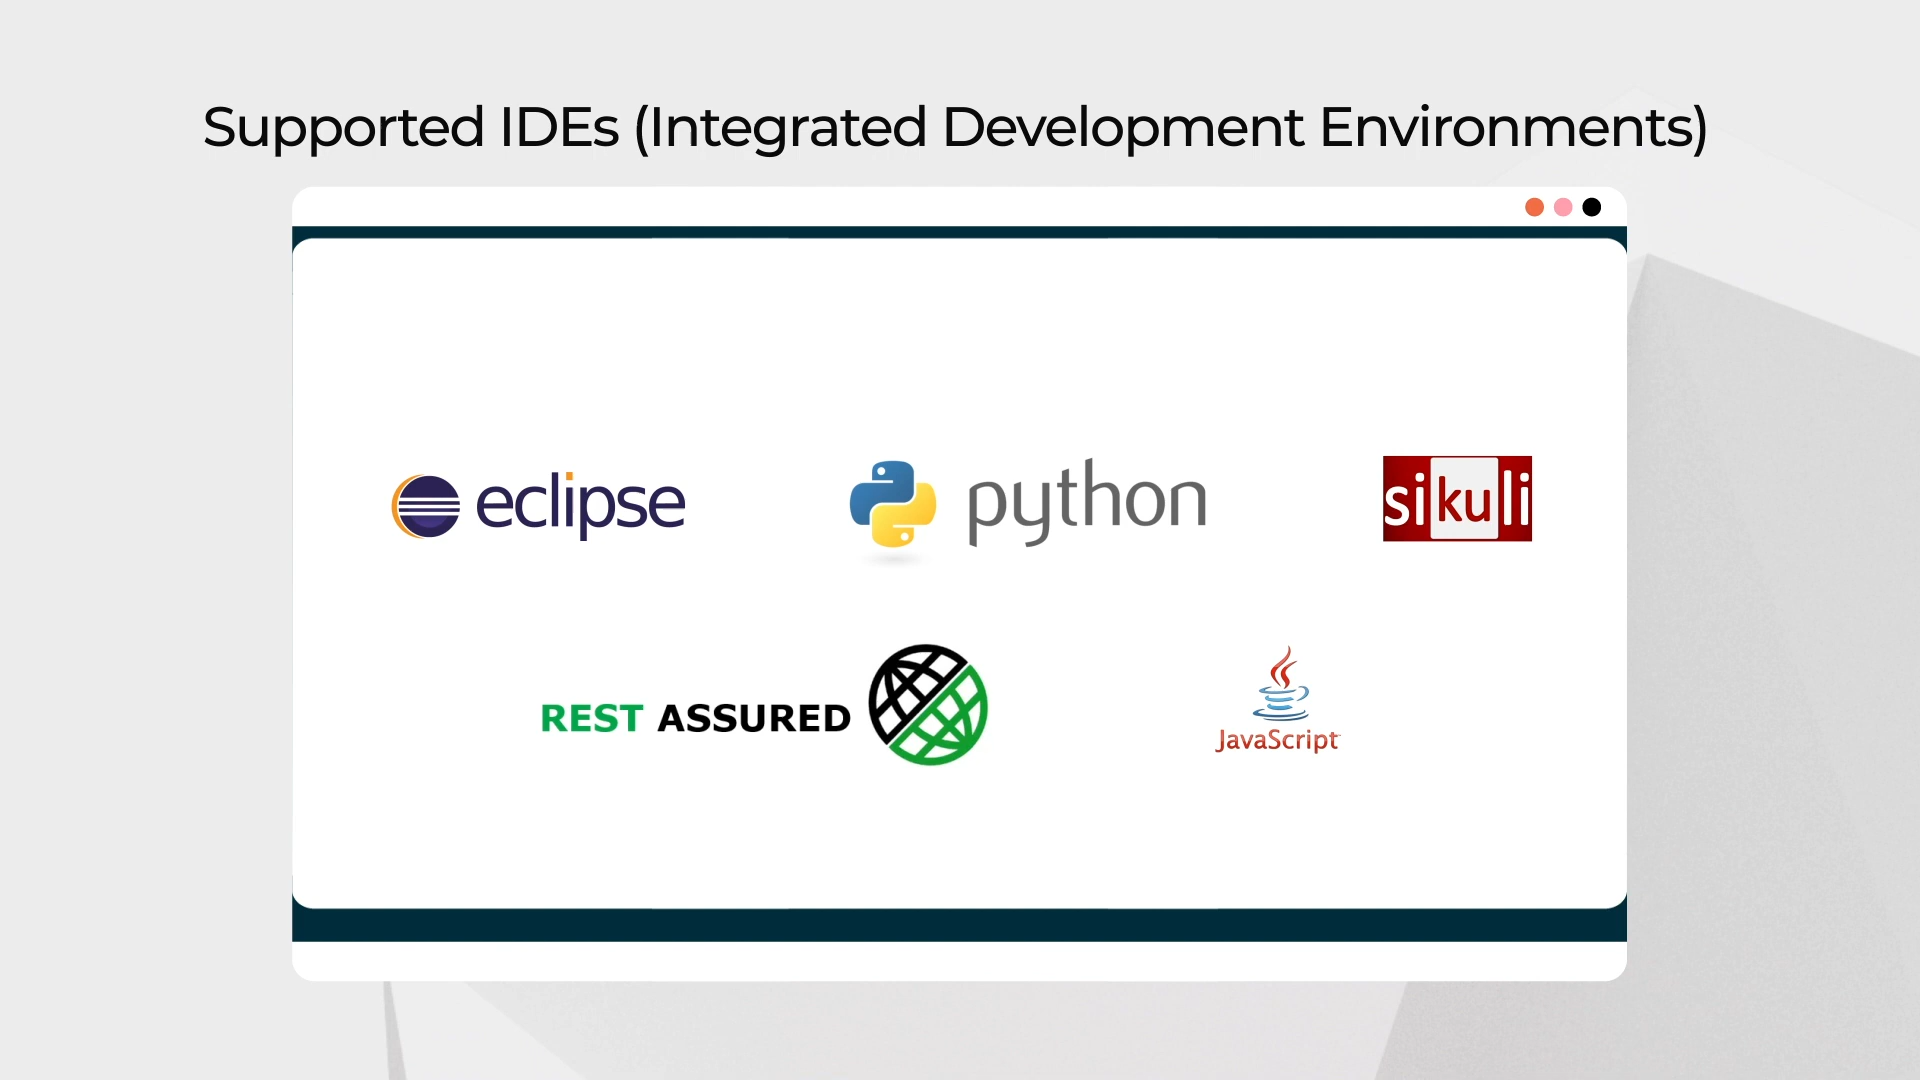 Supported IDEs (Integrated Development Environments)
eclipse
python
sikuli
REST ASSURED
JavaScript